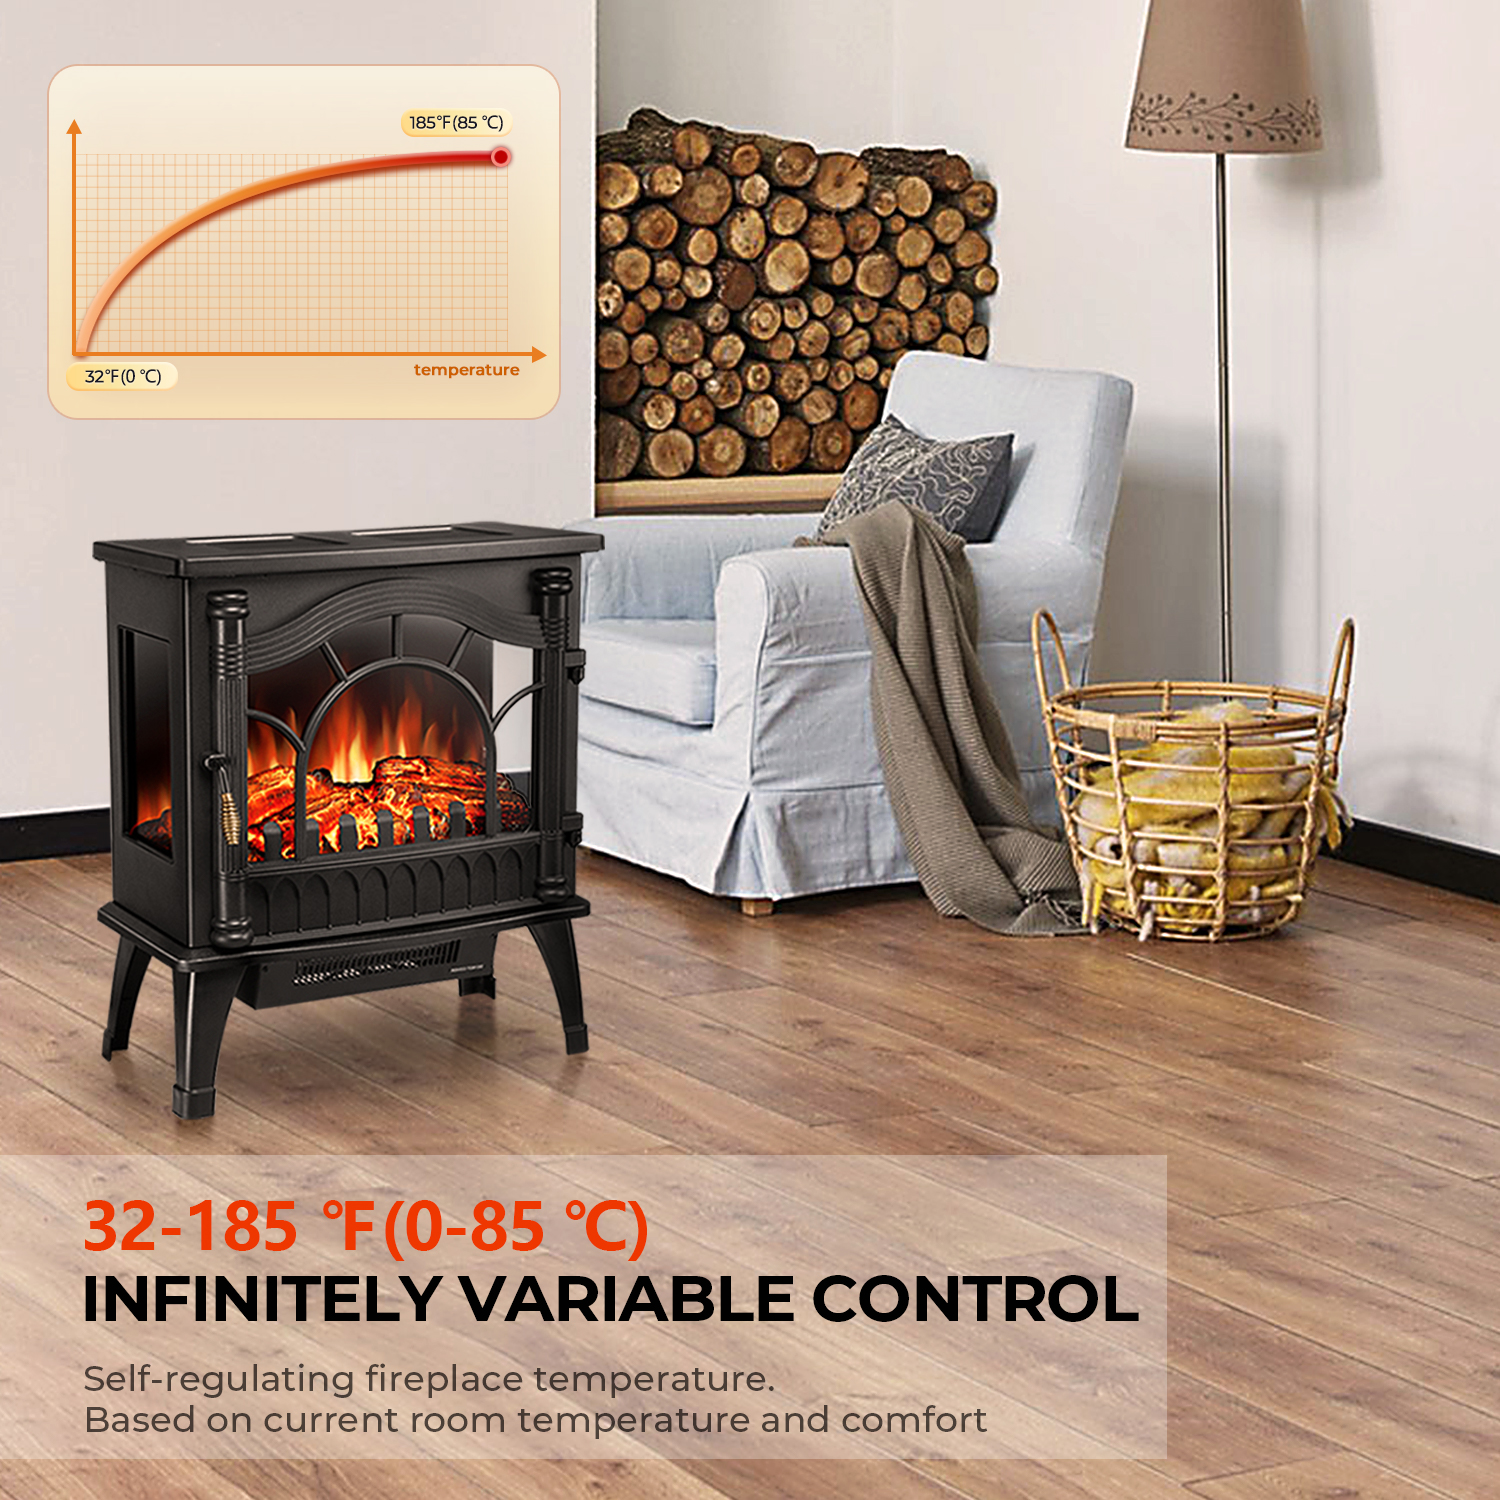 185℉(85 ℃)
32℉(0 ℃)
temperature
32-185 ℉(0-85 ℃)
INFINITELY VARIABLE CONTROL
Self-regulating fireplace temperature.
Based on current room temperature and comfort